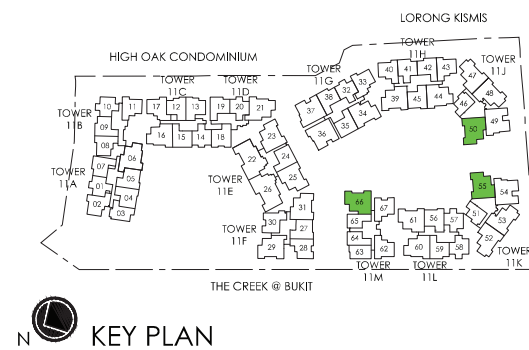 LORONG KISMIS
HIGH OAK CONDOMINIUM
TOWER
11H
TOWER
11J
TOWER
11G
TOWER
11C
TOWER
11D
TOWER
11B
TOWER
11A
TOWER
11E
TOWER
11F
TOWER
11M
TOWER
11L
TOWER
11K
10 11 17 12 13 19 20 21
09 16 15 14 18
08 06
07 05
01 04
02 03
23
22 24
25
26
31
30 27
29 28
37 38 32 33
36 35 34
40 41 42 43
39 45 44
47
46 48
50 49
55 54
51 53
52
66 67
65
64
63 62
61 56 57
60 59 58
THE CREEK @ BUKIT
N KEY PLAN